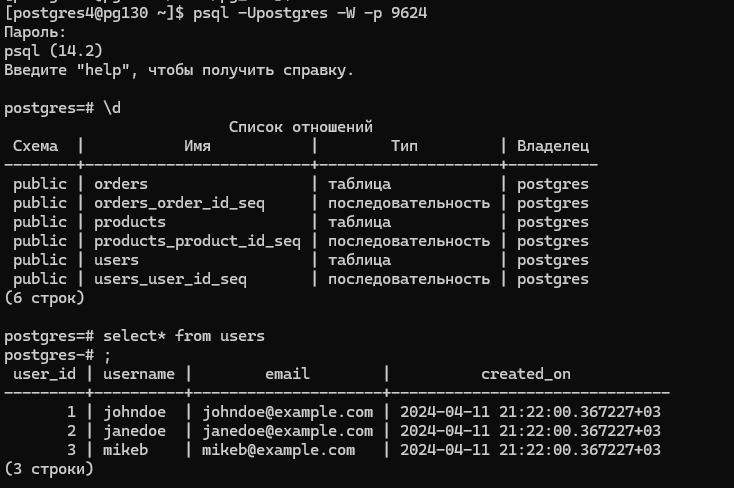 [postgres4@pg130 ~]$ psql -Upostgres -W -p 9624
Пароль:
psql (14.2)
Введите "help", чтобы получить справку.
postgres=# \d
Список отношений
Схема | Имя | Тип | Владелец
--------+-------------------------+--------------------+----------
public | orders | таблица | postgres
public | orders_order_id_seq | последовательность | postgres
public | products | таблица | postgres
public | products_product_id_seq | последовательность | postgres
public | users | таблица | postgres
public | users_user_id_seq | последовательность | postgres
(6 строк)
postgres=# select* from users
postgres-# ;
user_id | username | email | created_on
---------+----------+---------------------+-------------------------------
1 | johndoe | johndoe@example.com | 2024-04-11 21:22:00.367227+03
2 | janedoe | janedoe@example.com | 2024-04-11 21:22:00.367227+03
3 | mikeb | mikeb@example.com | 2024-04-11 21:22:00.367227+03
(3 строки)